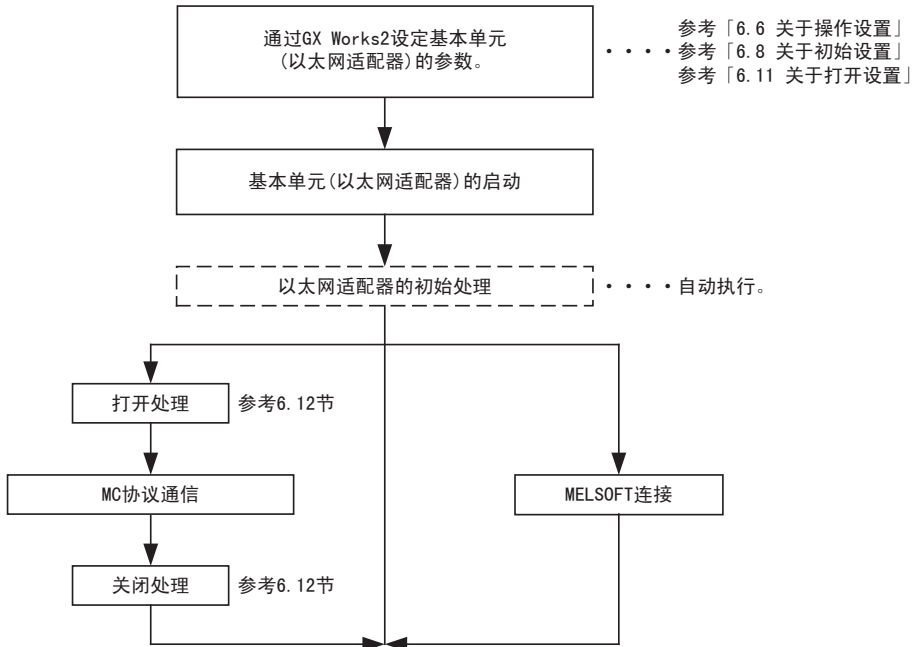 通过GX Works2设定基本单元
(以太网适配器)的参数。
・・・・
参考「6.6 关于操作设置」
参考「6.8 关于初始设置」
参考「6.11 关于打开设置」
基本单元(以太网适配器)的启动
以太网适配器的初始处理
・・・・自动执行。
打开处理 参考6.12节
MC协议通信
MELSOFT连接
关闭处理 参考6.12节